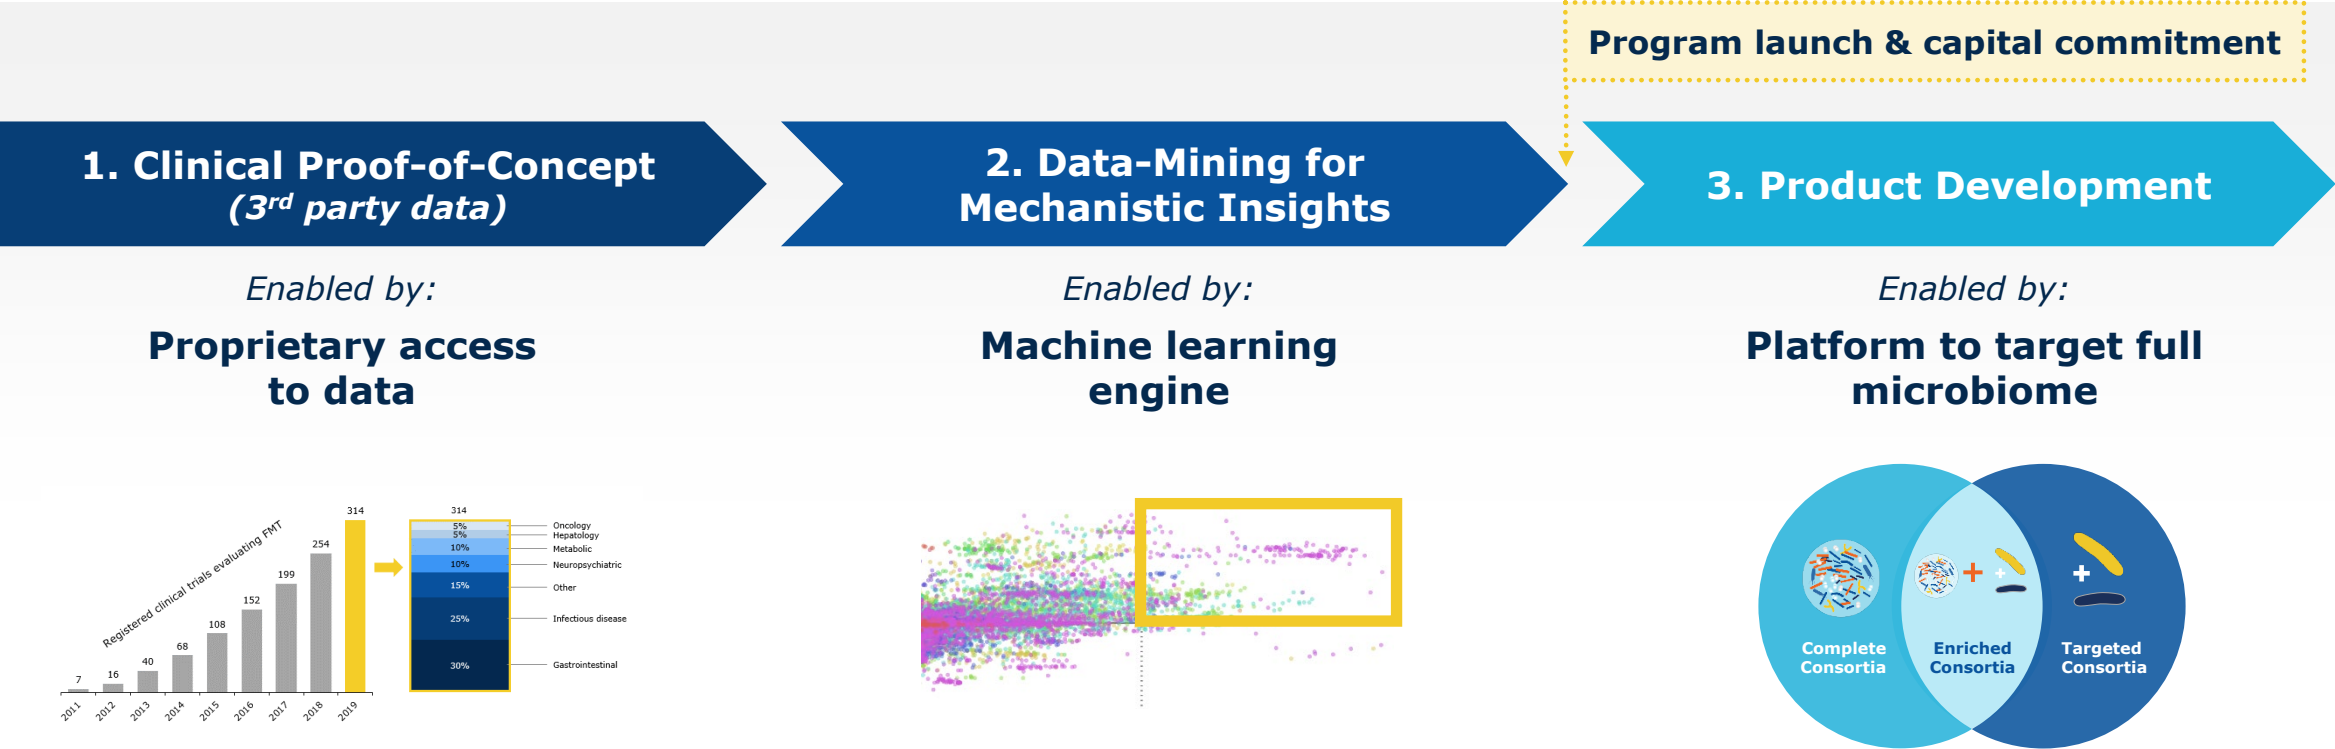 Program launch & capital commitment
1. Clinical Proof-of-Concept
(3rd party data)
2. Data-Mining for
Mechanistic Insights
3. Product Development
Enabled by:
Proprietary access
to data
Enabled by:
Machine learning
engine
Enabled by:
Platform to target full
microbiome
Registered clinical trials evaluating FMT
7
16
40
68
108
152
199
254
314
2011
2012
2013
2014
2015
2016
2017
2018
2019
314
5% Oncology
5% Hepatology
10% Metabolic
10% Neuropsychiatric
15% Other
25% Infectious disease
30% Gastrointestinal
Complete
Consortia
Enriched
Consortia
Targeted
Consortia